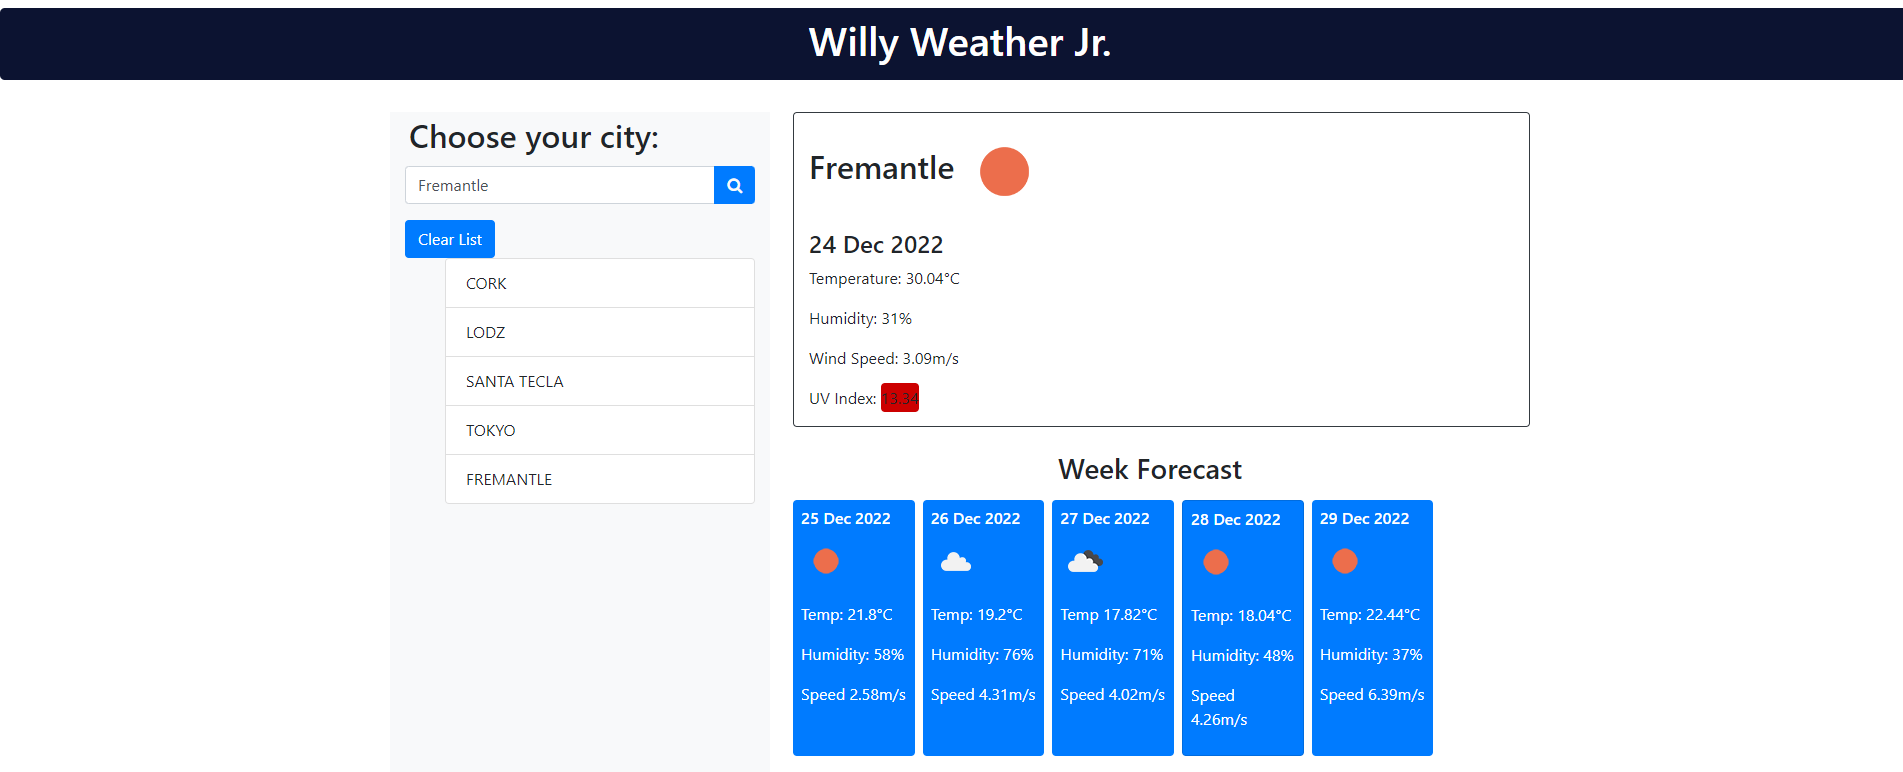 Willy Weather Jr.
Choose your city:
Fremantle
Clear List
CORK
LODZ
SANTA TECLA
TOKYO
FREMANTLE
Fremantle
24 Dec 2022
Temperature: 30.04°C
Humidity: 31%
Wind Speed: 3.09m/s
UV Index: 13.34
Week Forecast
25 Dec 2022
Temp: 21.8°C
Humidity: 58%
Speed 2.58m/s
26 Dec 2022
Temp: 19.2°C
Humidity: 76%
Speed 4.31m/s
27 Dec 2022
Temp 17.82°C
Humidity: 71%
Speed 4.02m/s
28 Dec 2022
Temp: 18.04°C
Humidity: 48%
Speed
4.26m/s
29 Dec 2022
Temp: 22.44°C
Humidity: 37%
Speed 6.39m/s